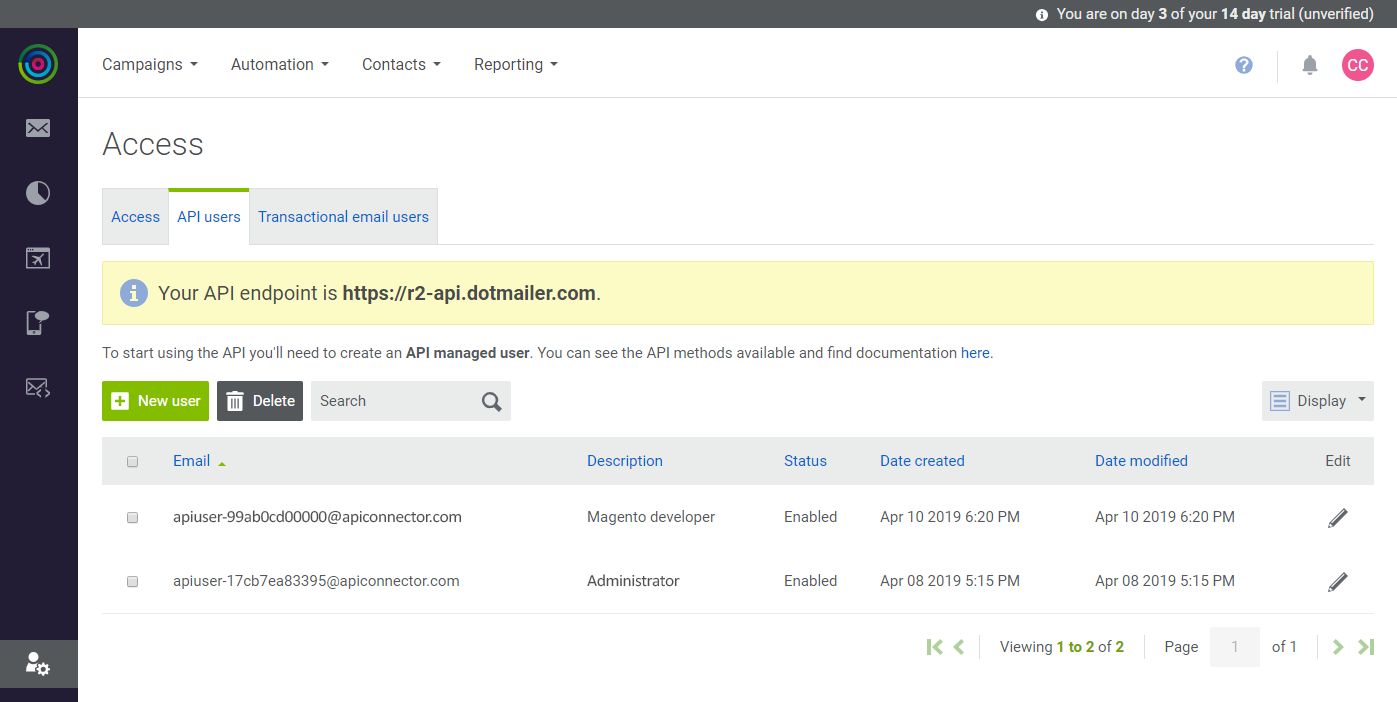 You are on day 3 of your 14 day trial (unverified)
Campaigns Automation Contacts Reporting ? CC
Access
Access API users Transactional email users
Your API endpoint is https://r2-api.dotmailer.com.
To start using the API you'll need to create an API managed user. You can see the API methods available and find documentation here.
New user Delete Search Display
Email Description Status Date created Date modified Edit
apiuser-99ab0cd00000@apiconnector.com Magento developer Enabled Apr 10 2019 6:20 PM Apr 10 2019 6:20 PM
apiuser-17cb7ea83395@apiconnector.com Administrator Enabled Apr 08 2019 5:15 PM Apr 08 2019 5:15 PM
Viewing 1 to 2 of 2 Page 1 of 1